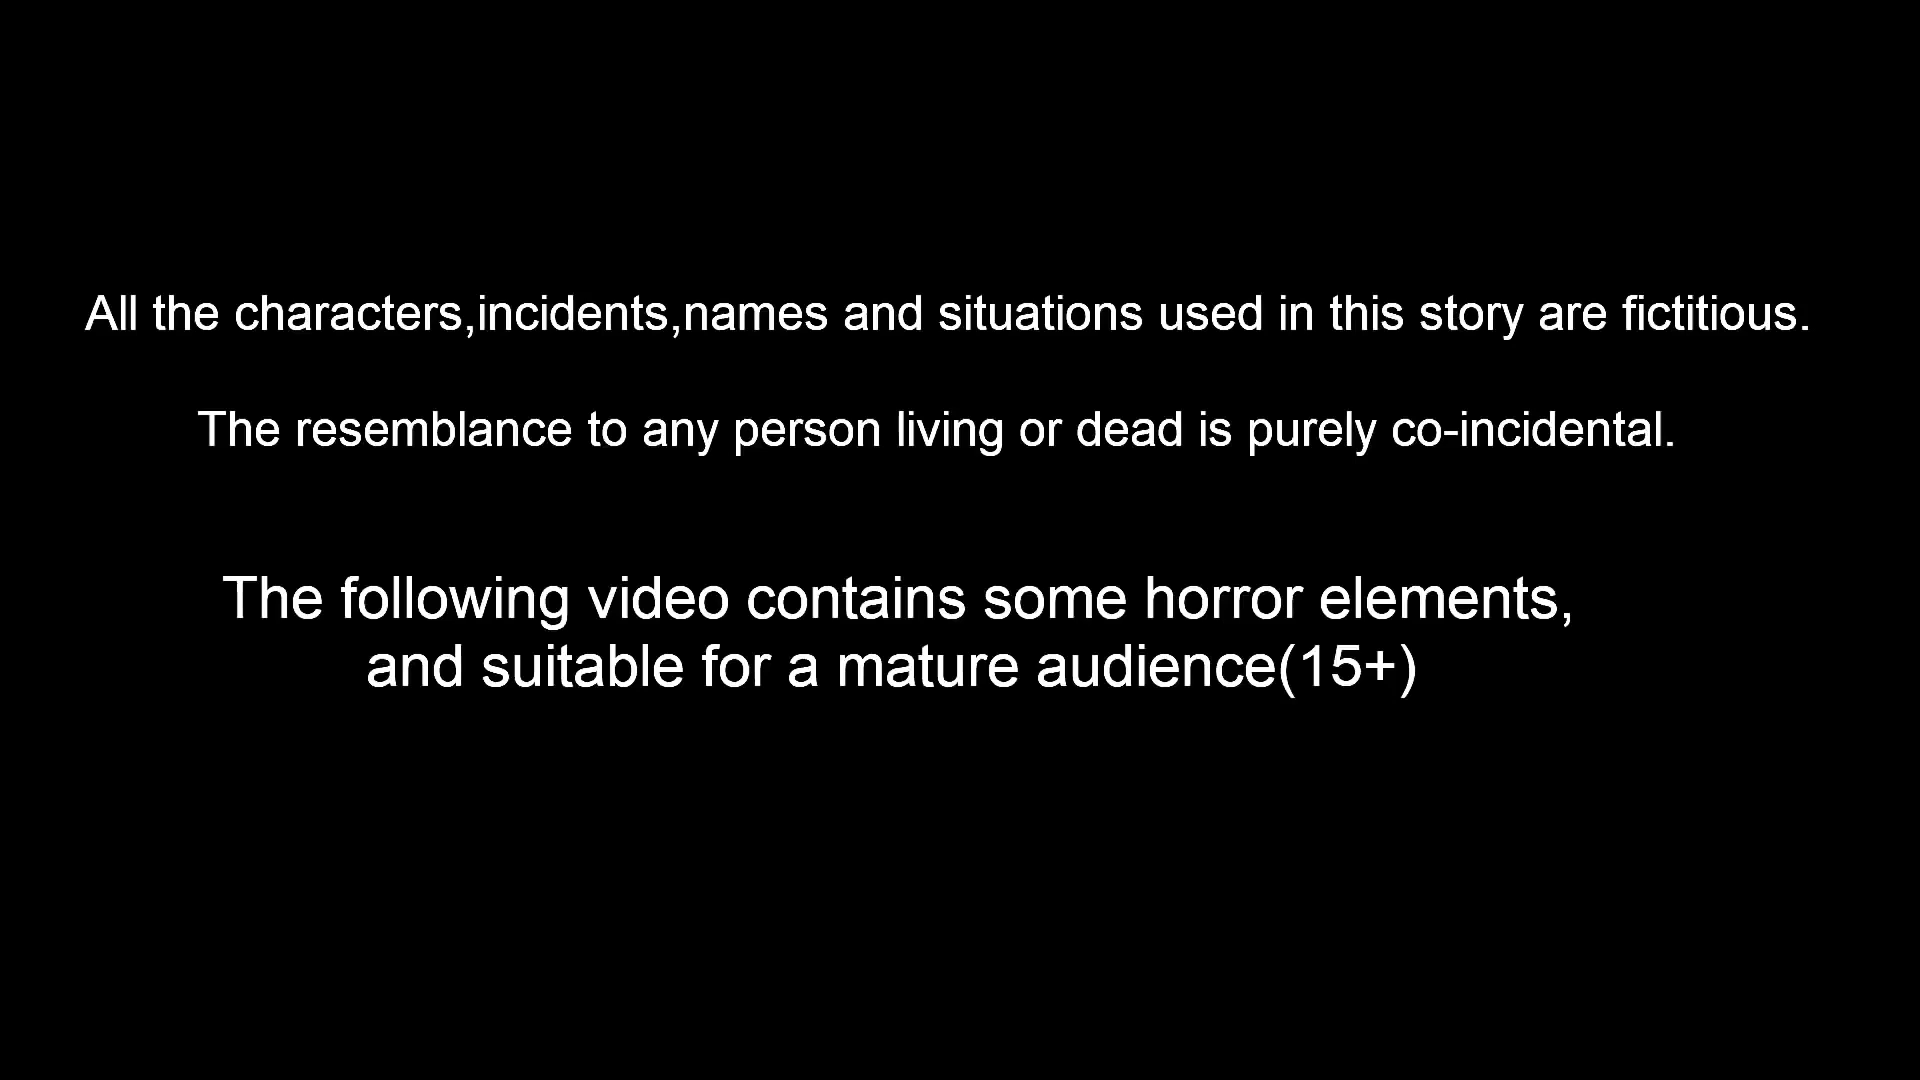 All the characters,incidents,names and situations used in this story are fictitious.
The resemblance to any person living or dead is purely co-incidental.
The following video contains some horror elements,
and suitable for a mature audience(15+)